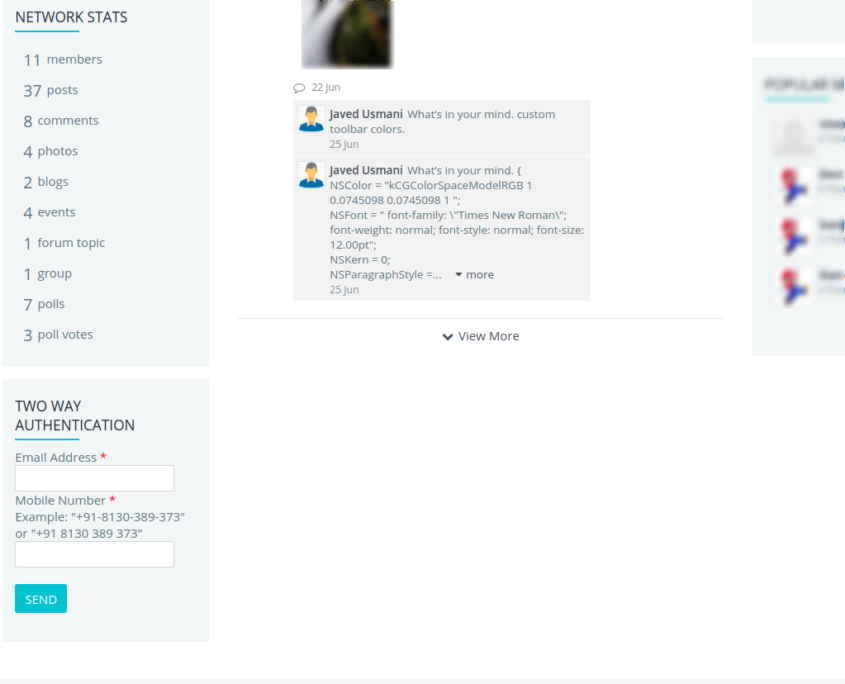 NETWORK STATS
11 members
37 posts
8 comments
4 photos
2 blogs
4 events
1 forum topic
1 group
7 polls
3 poll votes
TWO WAY
AUTHENTICATION
Email Address *
Mobile Number *
Example: "+91-8130-389-373"
or "+91 8130 389 373"
SEND
22 Jun
Javed Usmani What's in your mind. custom
toolbar colors.
25 Jun
Javed Usmani What's in your mind. {
NSColor = "kCGColorSpaceModelRGB 1
0.0745098 0.0745098 1 ";
NSFont = " font-family: \"Times New Roman\";
font-weight: normal; font-style: normal; font-size:
12.00pt";
NSKern = 0;
NSParagraphStyle =... more
25 Jun
View More
POPULAR